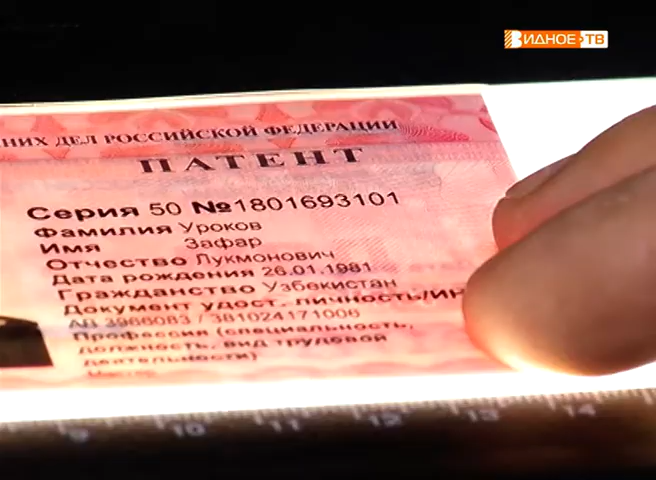 ВИДНОЕ-ТВ
НИХ ДЕЛ РОССИЙСКОЙ ФЕДЕРАЦИИ
ПАТЕНТ
Серия 50 №1801693101
Фамилия Уроков
Имя Зафар
Отчество Лукмонович
Дата рождения 26.01.1981
Гражданство Узбекистан
Документ удост. личность/ИН
3966083 / 381024171006
Профессия (специальность,
должность, вид трудовой
деятельности)
9 10 11 12 13 14